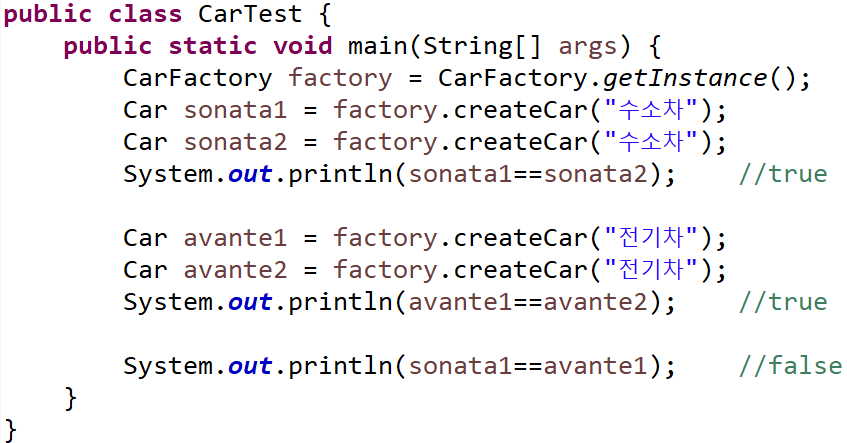 public class CarTest {
    public static void main(String[] args) {
        CarFactory factory = CarFactory.getInstance();
        Car sonata1 = factory.createCar("수소차");
        Car sonata2 = factory.createCar("수소차");
        System.out.println(sonata1==sonata2);    //true

        Car avante1 = factory.createCar("전기차");
        Car avante2 = factory.createCar("전기차");
        System.out.println(avante1==avante2);    //true

        System.out.println(sonata1==avante1);    //false
    }
}